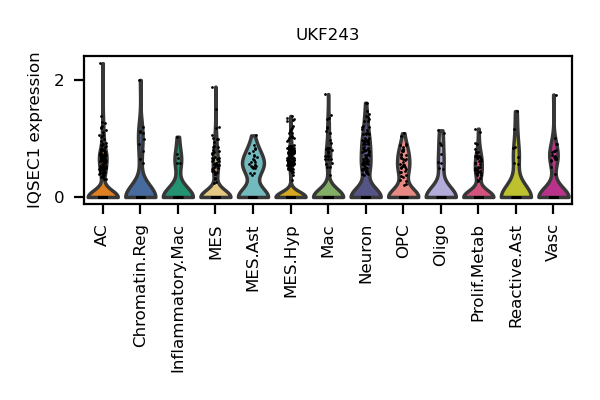 UKF243
IQSEC1 expression
2
0
AC
Chromatin.Reg
Inflammatory.Mac
MES
MES.Ast
MES.Hyp
Mac
Neuron
OPC
Oligo
Prolif.Metab
Reactive.Ast
Vasc